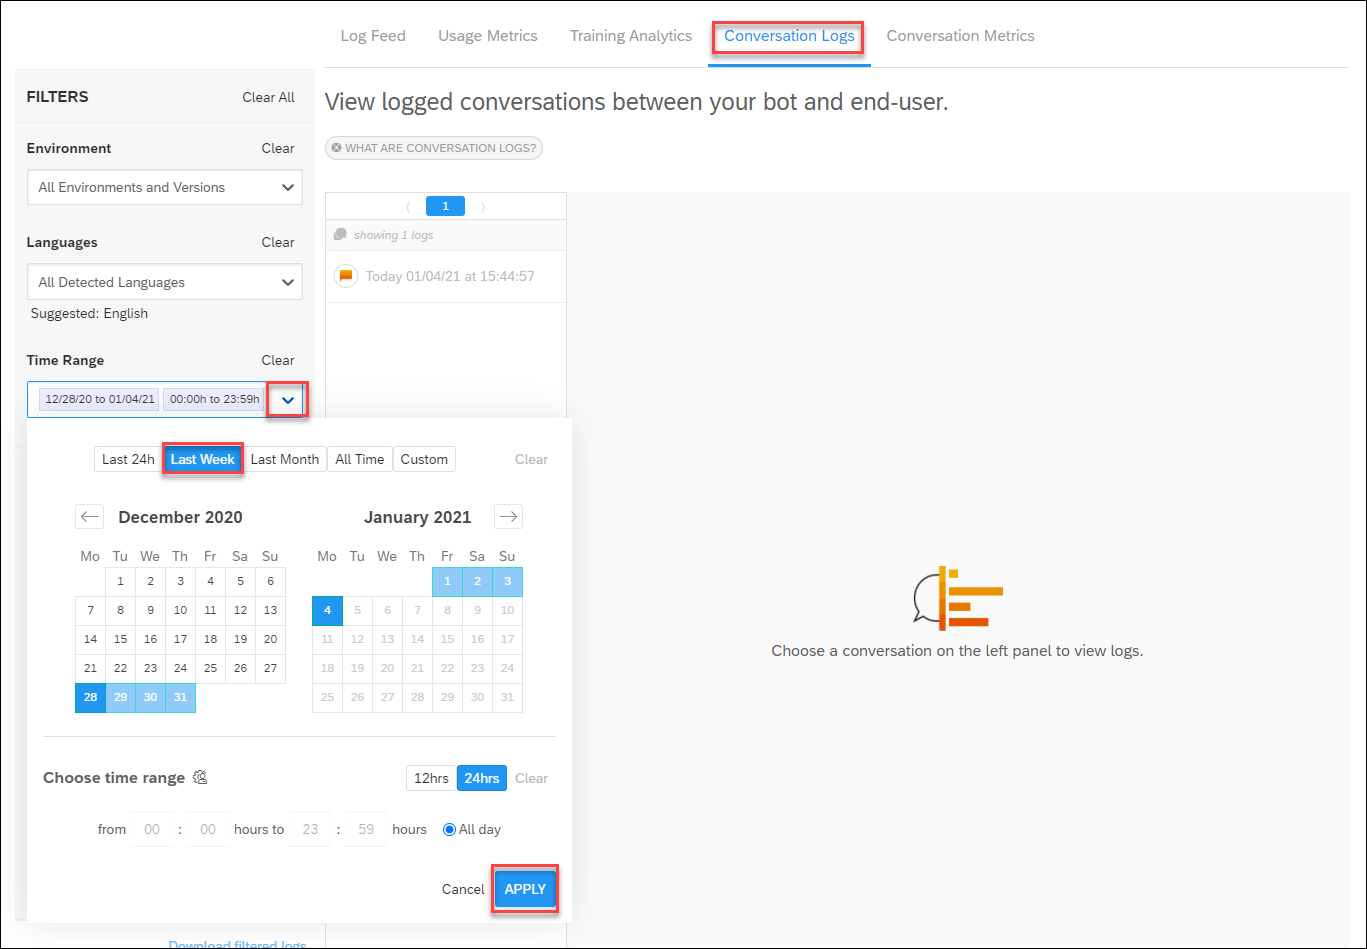 Log Feed Usage Metrics Training Analytics Conversation Logs Conversation Metrics
FILTERS Clear All
Environment Clear
All Environments and Versions
Languages Clear
All Detected Languages
Suggested: English
Time Range Clear
12/28/20 to 01/04/21 00:00h to 23:59h
View logged conversations between your bot and end-user.
WHAT ARE CONVERSATION LOGS?
1
showing 1 logs
Today 01/04/21 at 15:44:57
Last 24h Last Week Last Month All Time Custom Clear
December 2020
Mo Tu We Th Fr Sa Su
1 2 3 4 5 6
7 8 9 10 11 12 13
14 15 16 17 18 19 20
21 22 23 24 25 26 27
28 29 30 31
January 2021
Mo Tu We Th Fr Sa Su
1 2 3
4 5 6 7 8 9 10
11 12 13 14 15 16 17
18 19 20 21 22 23 24
25 26 27 28 29 30 31
Choose time range 12hrs 24hrs Clear
from 00 : 00 hours to 23 : 59 hours All day
Cancel APPLY
Download filtered logs
Choose a conversation on the left panel to view logs.